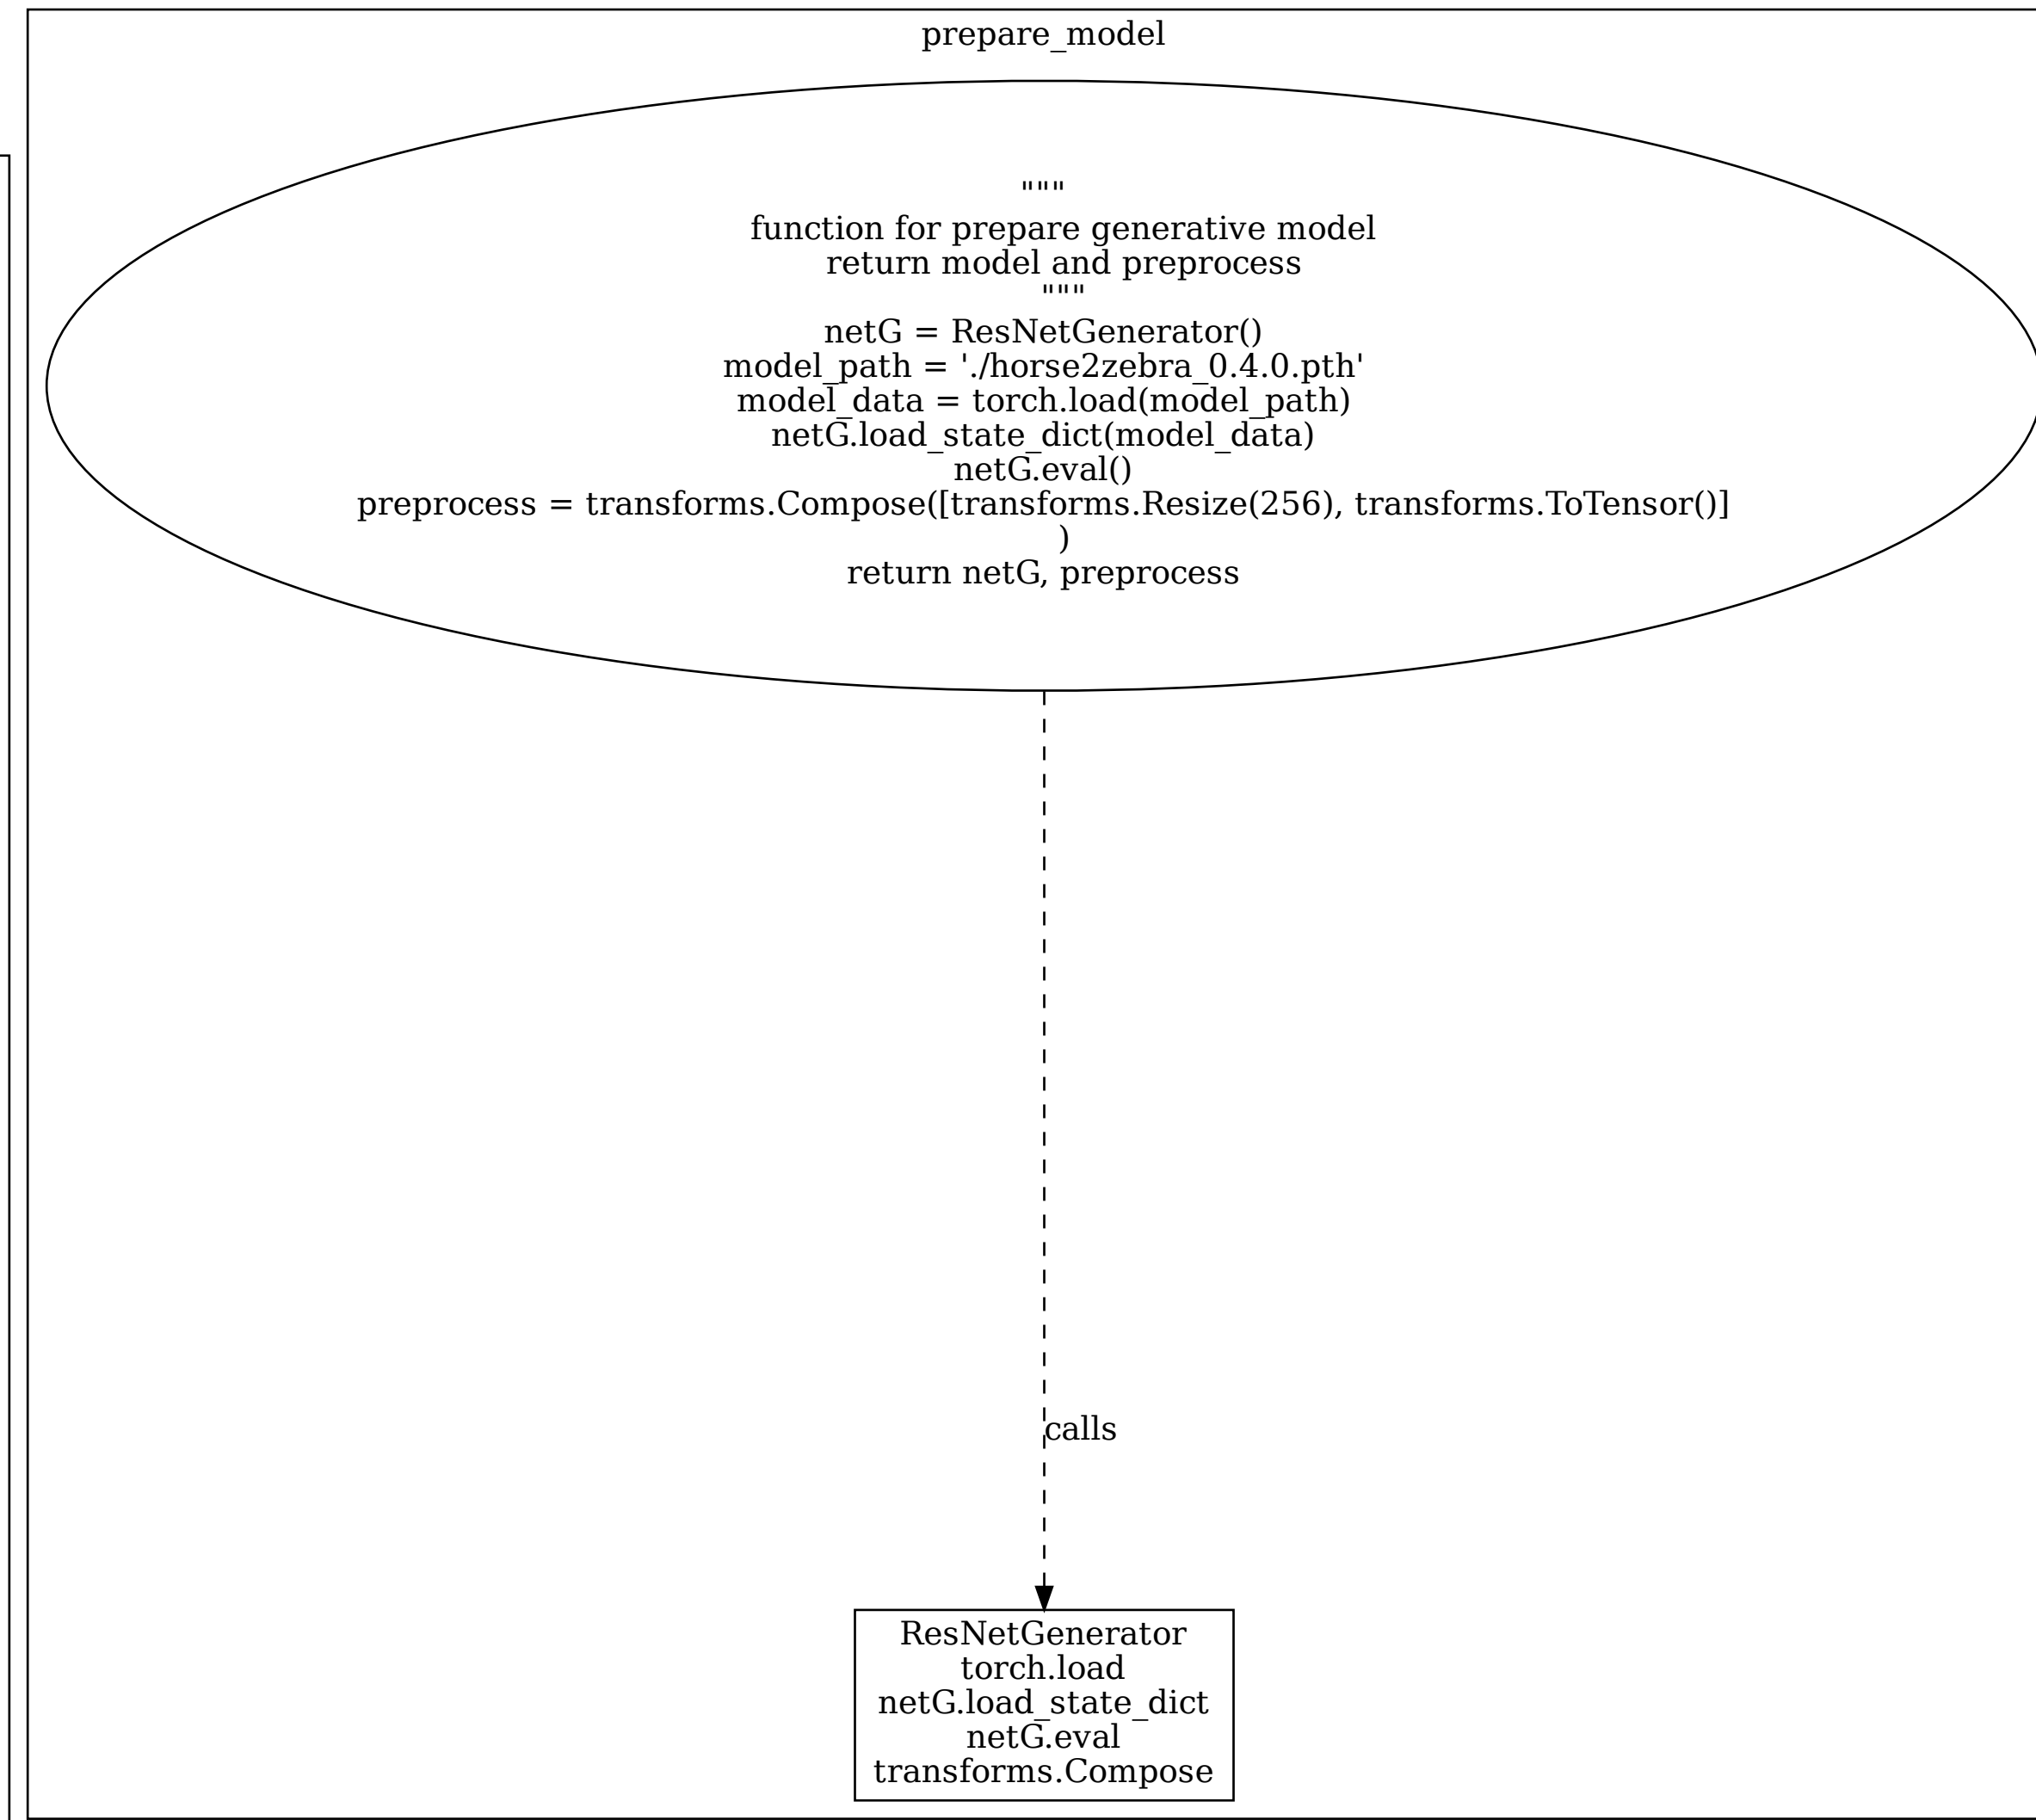 prepare_model
"""
function for prepare generative model
return model and preprocess
"""
netG = ResNetGenerator()
model_path = './horse2zebra_0.4.0.pth'
model_data = torch.load(model_path)
netG.load_state_dict(model_data)
netG.eval()
preprocess = transforms.Compose([transforms.Resize(256), transforms.ToTensor()]
)
return netG, preprocess
calls
ResNetGenerator
torch.load
netG.load_state_dict
netG.eval
transforms.Compose